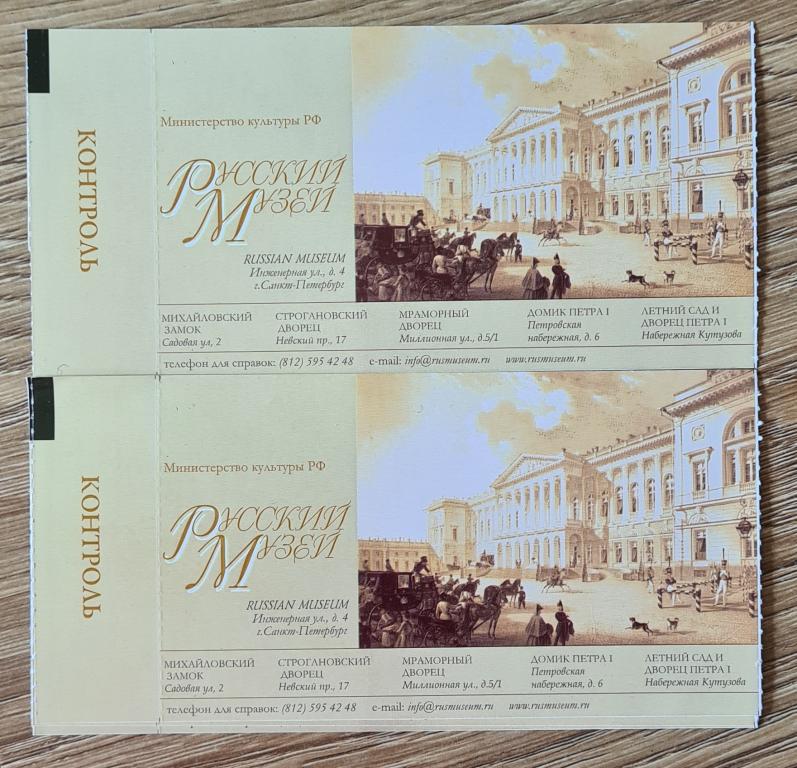 КОНТРОЛЬ
Министерство культуры РФ
РУССКИЙ
МУЗЕЙ
RUSSIAN MUSEUM
Инженерная ул., д. 4
г.Санкт-Петербург
МИХАЙЛОВСКИЙ
ЗАМОК
Садовая ул, 2
СТРОГАНОВСКИЙ
ДВОРЕЦ
Невский пр., 17
МРАМОРНЫЙ
ДВОРЕЦ
Миллионная ул., д.5/1
ДОМИК ПЕТРА I
Петровская
набережная, д. 6
ЛЕТНИЙ САД И
ДВОРЕЦ ПЕТРА I
Набережная Кутузова
телефон для справок: (812) 595 42 48 e-mail: info@rusmuseum.ru www.rusmuseum.ru
КОНТРОЛЬ
Министерство культуры РФ
РУССКИЙ
МУЗЕЙ
RUSSIAN MUSEUM
Инженерная ул., д. 4
г.Санкт-Петербург
МИХАЙЛОВСКИЙ
ЗАМОК
Садовая ул, 2
СТРОГАНОВСКИЙ
ДВОРЕЦ
Невский пр., 17
МРАМОРНЫЙ
ДВОРЕЦ
Миллионная ул., д.5/1
ДОМИК ПЕТРА I
Петровская
набережная, д. 6
ЛЕТНИЙ САД И
ДВОРЕЦ ПЕТРА I
Набережная Кутузова
телефон для справок: (812) 595 42 48 e-mail: info@rusmuseum.ru www.rusmuseum.ru